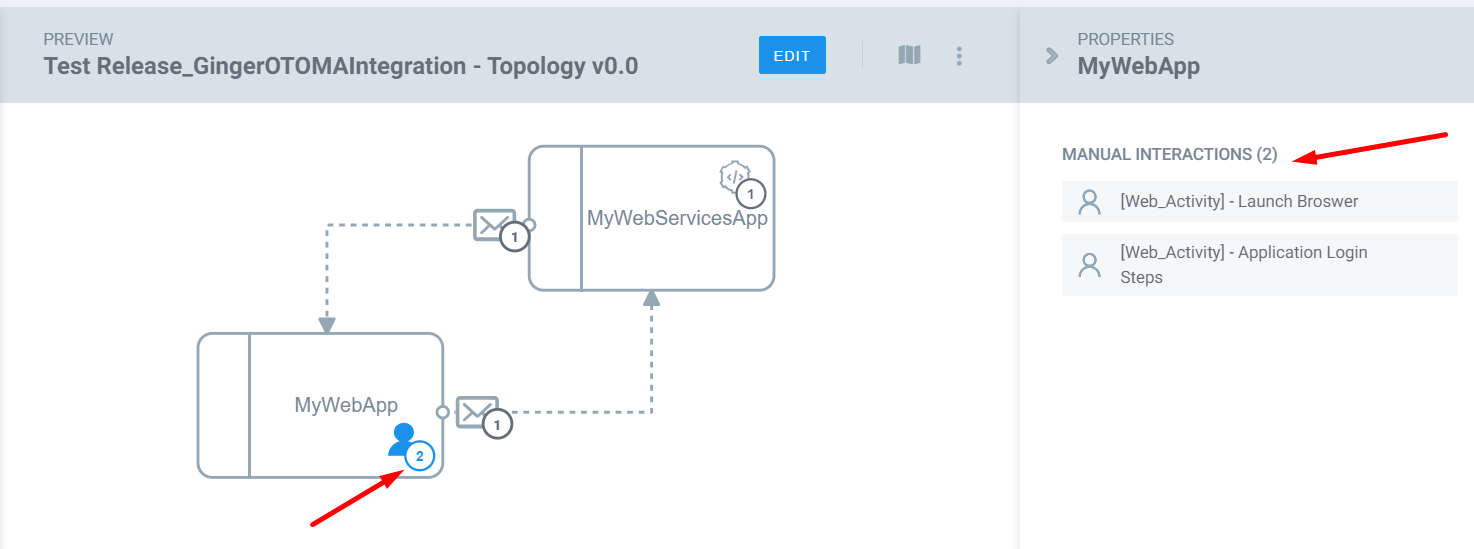 PREVIEW
Test Release_GingerOTOMAIntegration - Topology v0.0
EDIT
PROPERTIES
MyWebApp
MANUAL INTERACTIONS (2)
[Web_Activity] - Launch Broswer
[Web_Activity] - Application Login
Steps
</>
1
MyWebServicesApp
1
MyWebApp
2
1